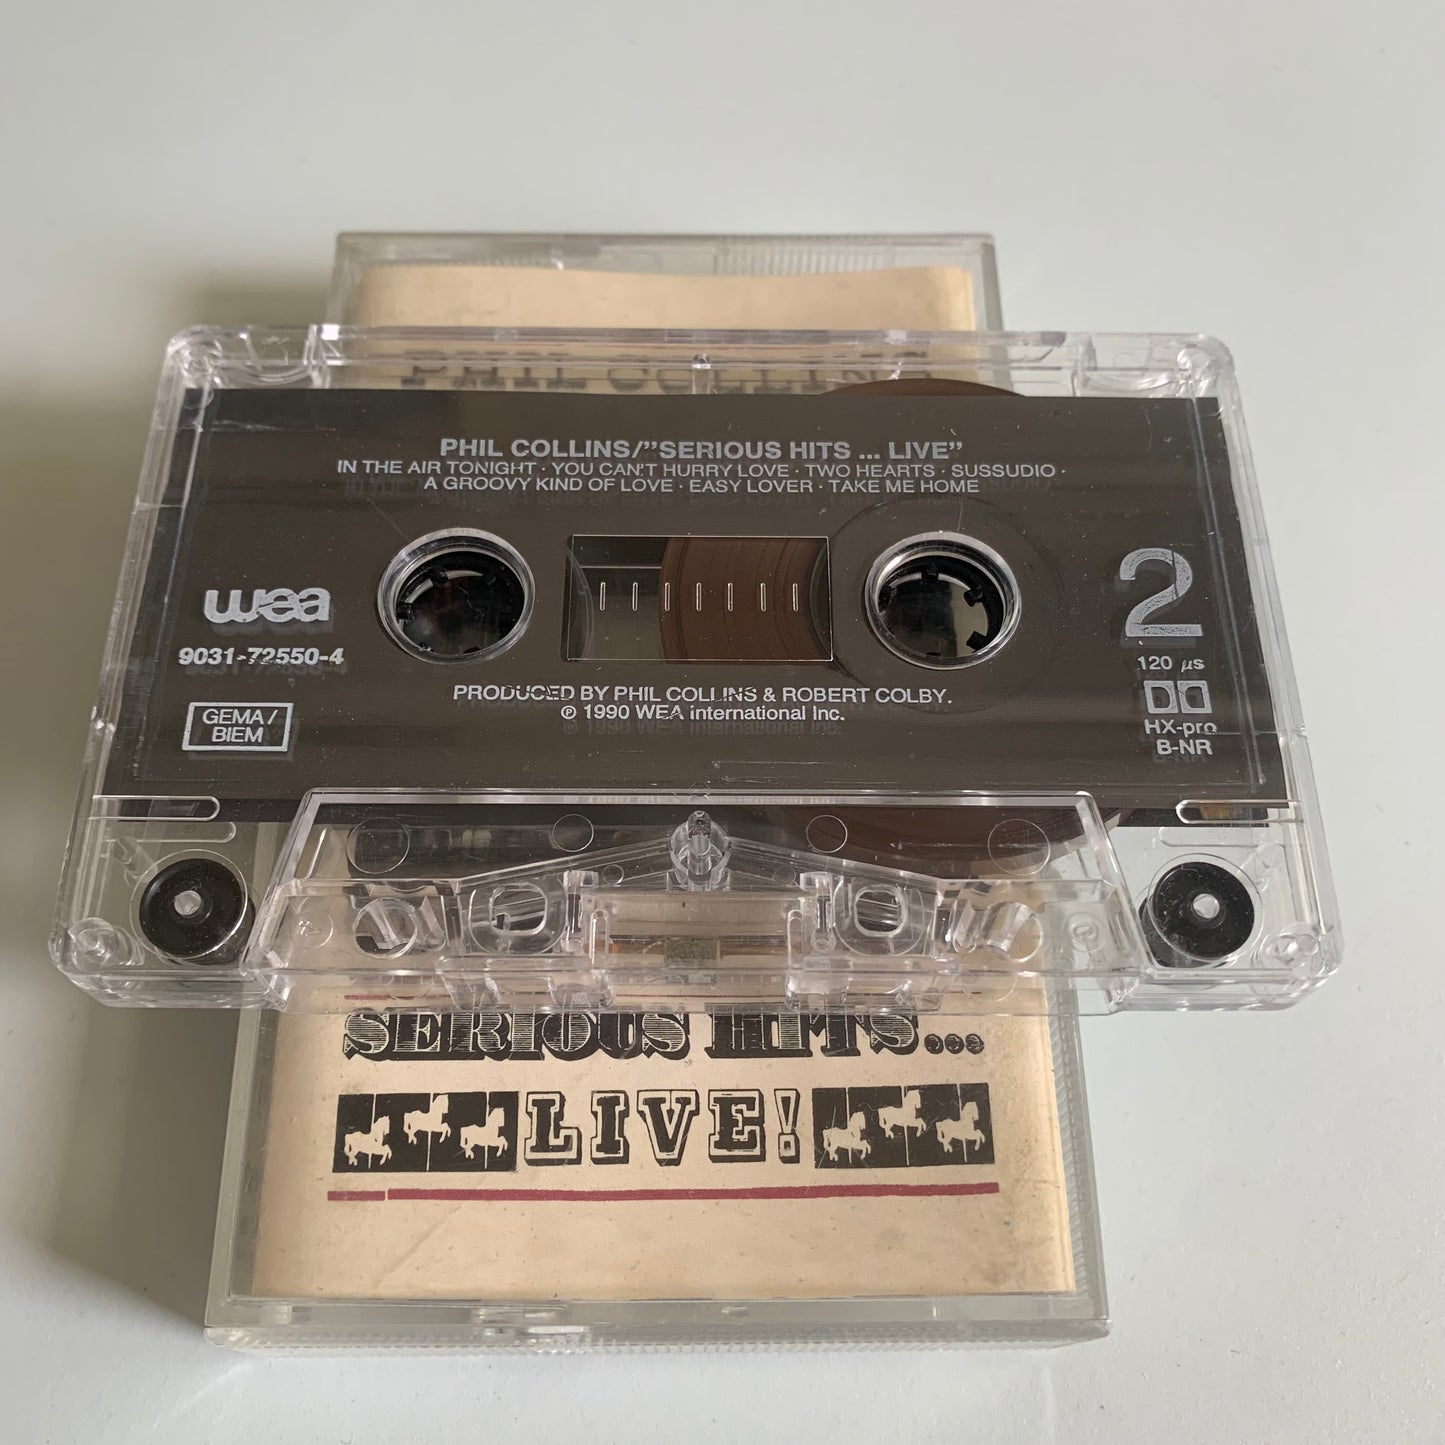 PHIL COLLINS
PHIL COLLINS/”SERIOUS HITS ... LIVE”
IN THE AIR TONIGHT · YOU CAN'T HURRY LOVE · TWO HEARTS · SUSSUDIO ·
A GROOVY KIND OF LOVE · EASY LOVER · TAKE ME HOME
wea
9031-72550-4
GEMA/
BIEM
2
120 µs
HX-pro
B-NR
PRODUCED BY PHIL COLLINS & ROBERT COLBY.
℗ 1990 WEA international Inc.
SERIOUS HITS...
LIVE!